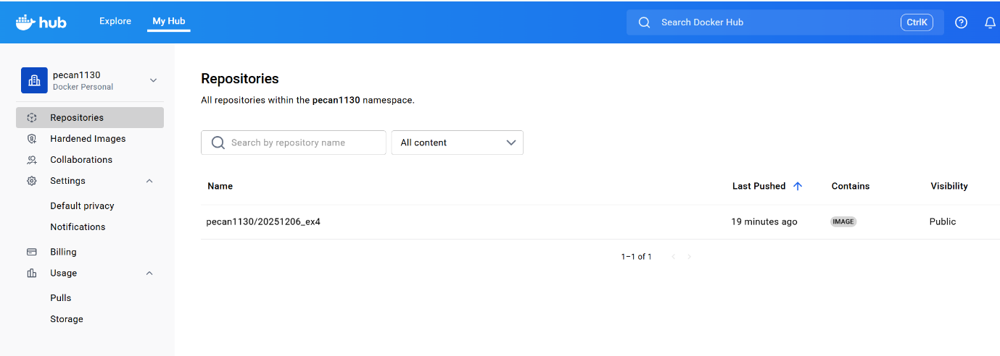 hub Explore My Hub Search Docker Hub CtrlK
pecan1130
Docker Personal
Repositories
Hardened Images
Collaborations
Settings
Default privacy
Notifications
Billing
Usage
Pulls
Storage
Repositories
All repositories within the pecan1130 namespace.
Search by repository name All content
Name Last Pushed Contains Visibility
pecan1130/20251206_ex4 19 minutes ago IMAGE Public
1–1 of 1